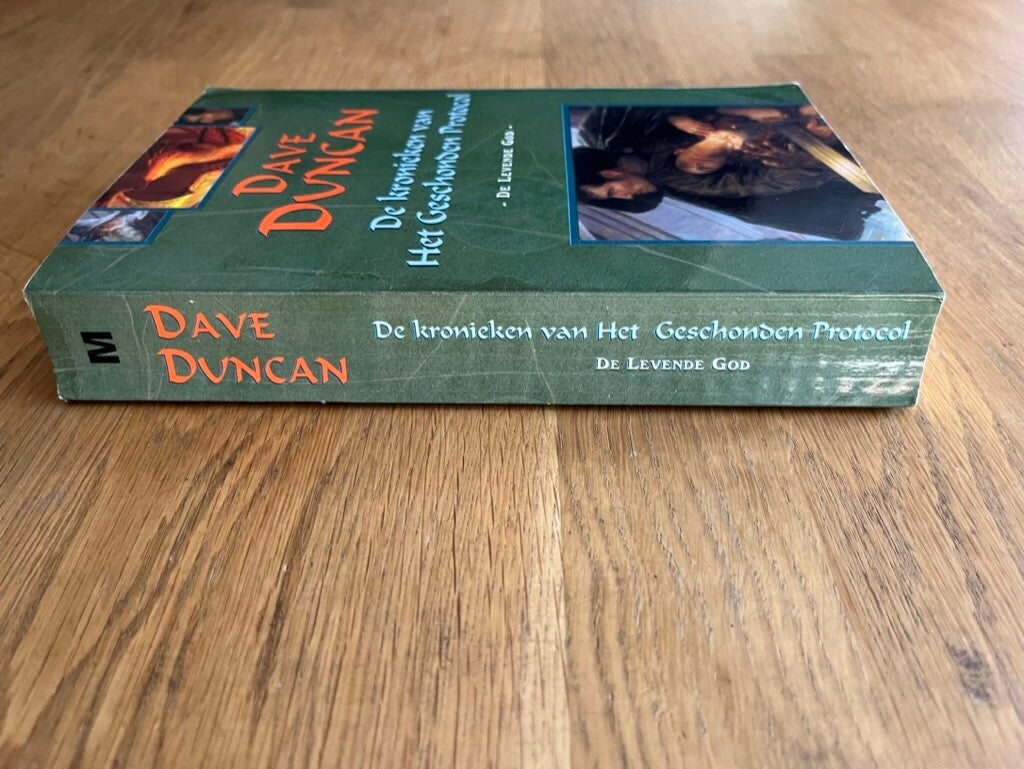 DAVE
DUNCAN
De kronieken van
Het Geschonden Protocol
- DE LEVENDE GOD -
M
DAVE
DUNCAN
De kronieken van Het Geschonden Protocol
DE LEVENDE GOD